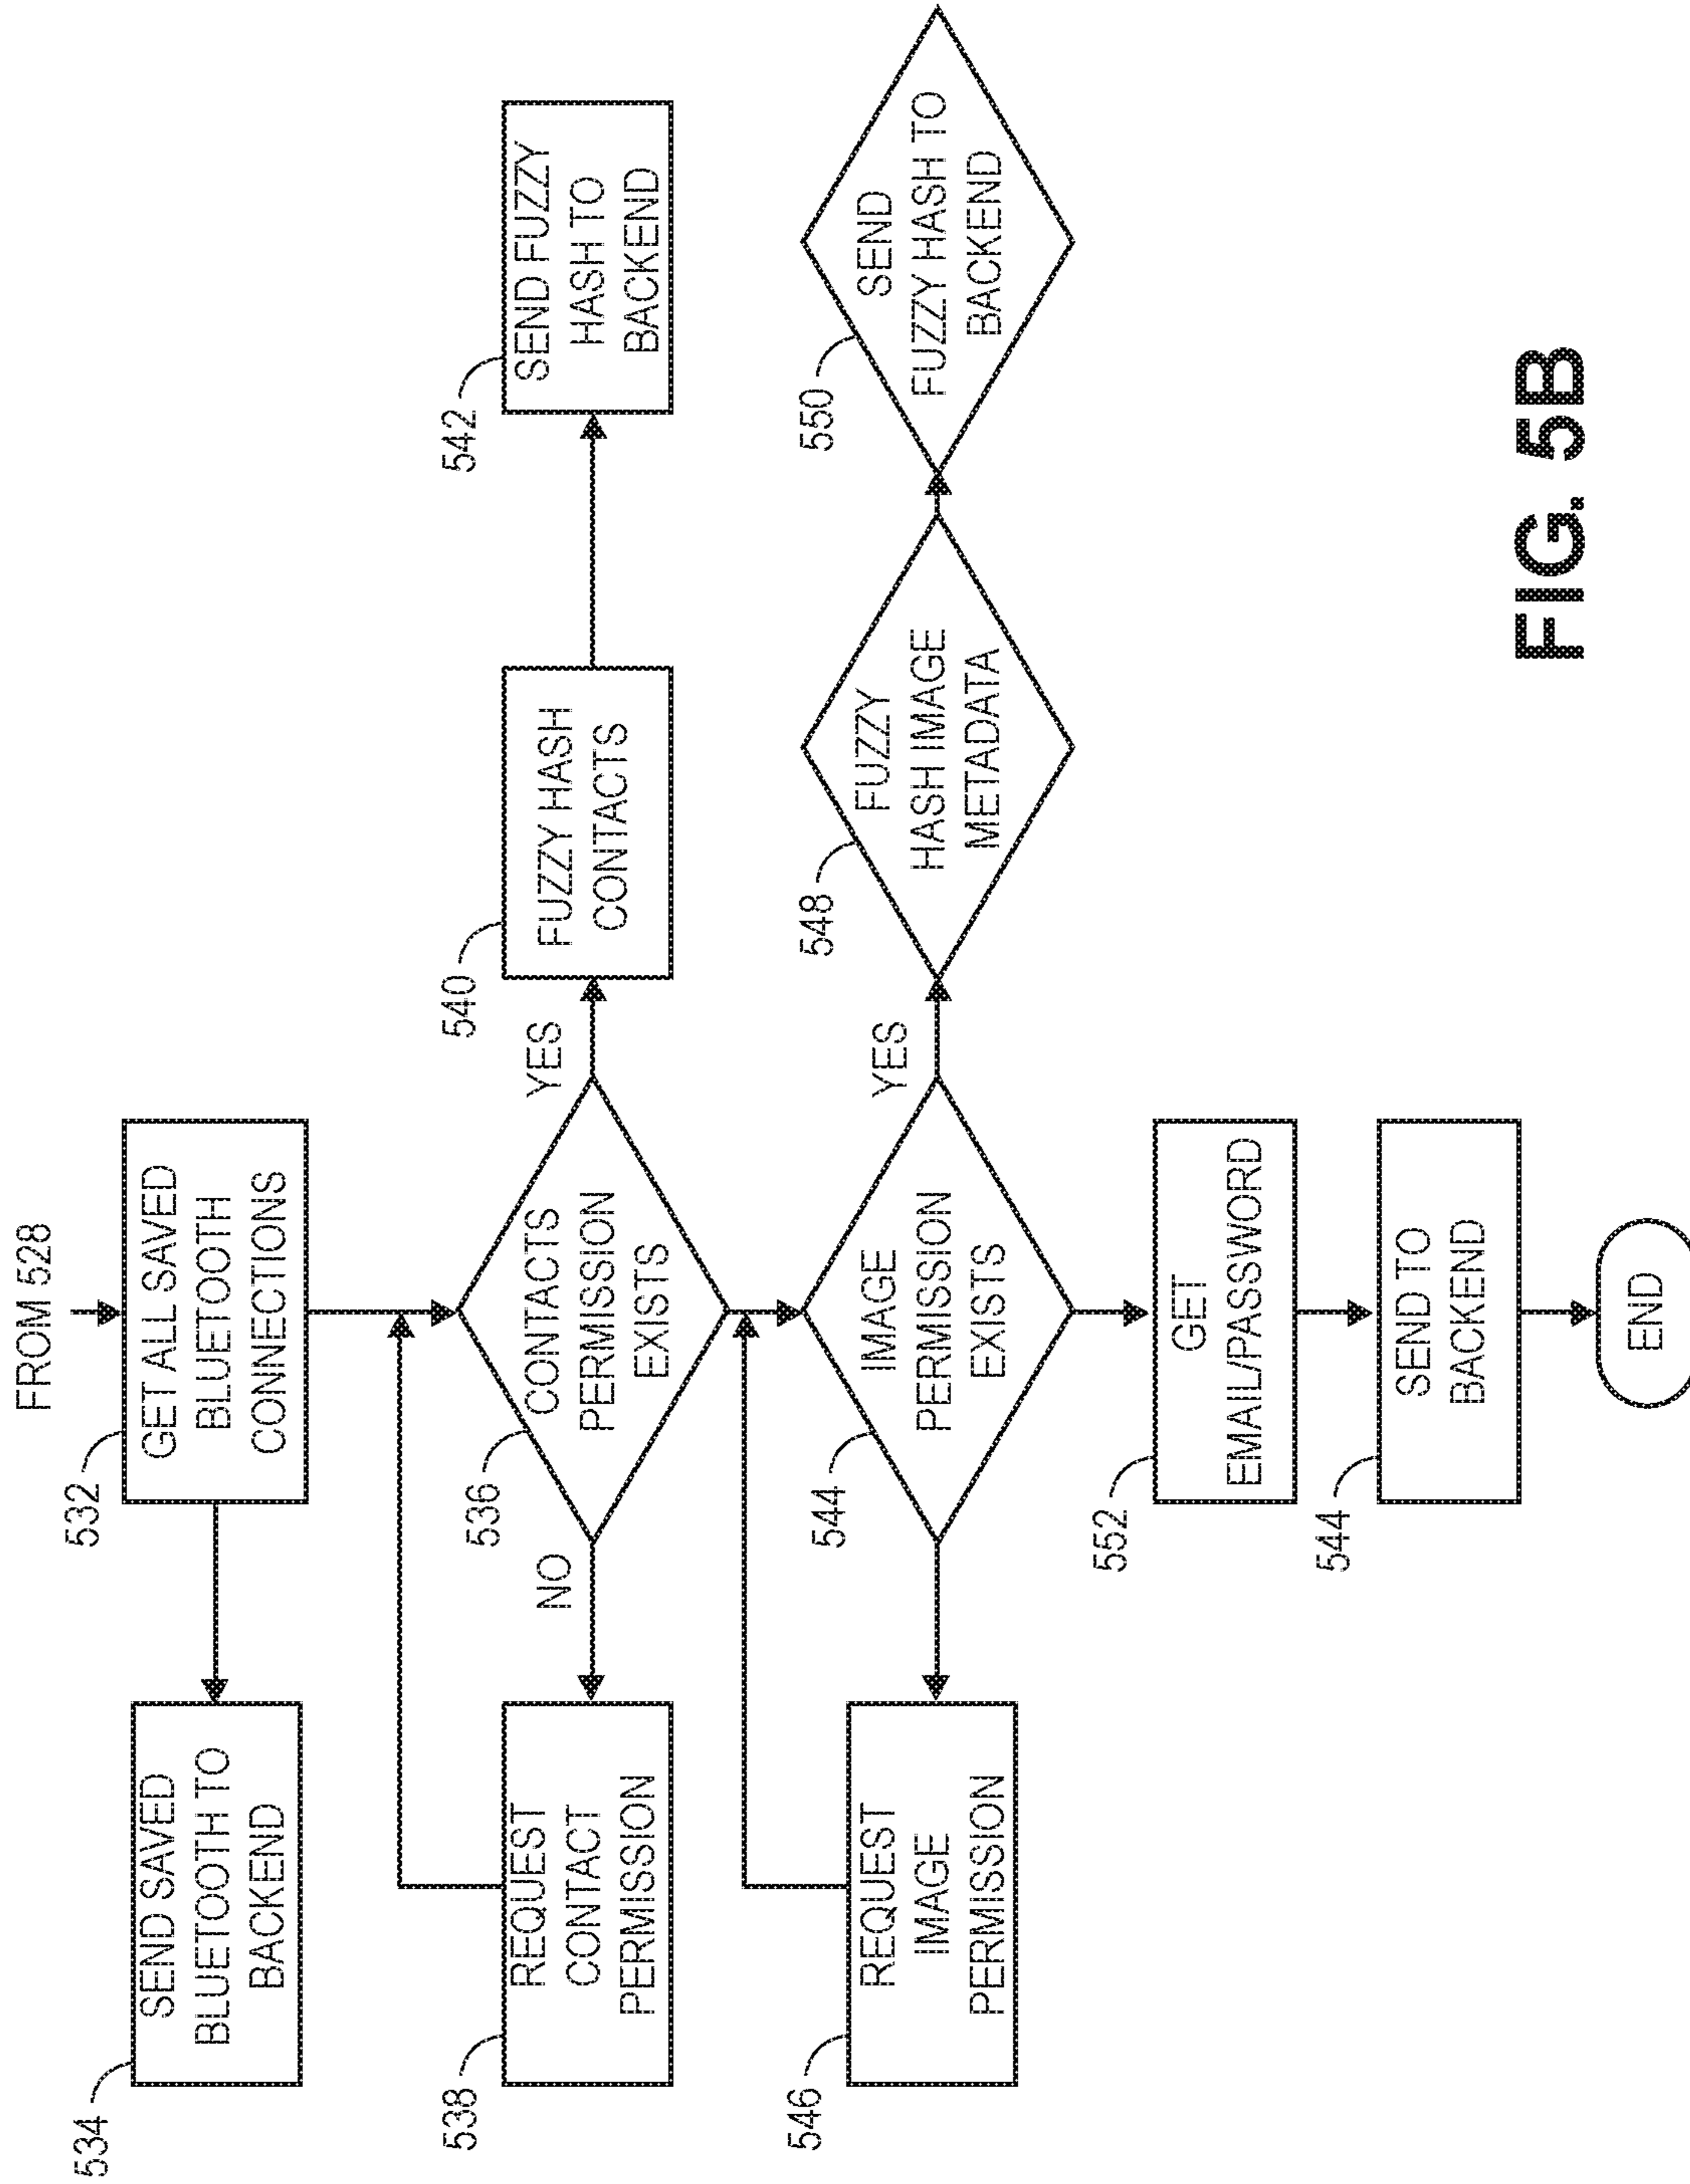 FROM 528
532
GET ALL SAVED
BLUETOOTH
CONNECTIONS
534
SEND SAVED
BLUETOOTH TO
BACKEND
536
CONTACTS
PERMISSION
EXISTS
NO
YES
538
REQUEST
CONTACT
PERMISSION
540
FUZZY HASH
CONTACTS
542
SEND FUZZY
HASH TO
BACKEND
544
IMAGE
PERMISSION
EXISTS
YES
546
REQUEST
IMAGE
PERMISSION
548
FUZZY
HASH IMAGE
METADATA
550
SEND
FUZZY HASH TO
BACKEND
552
GET
EMAIL/PASSWORD
544
SEND TO
BACKEND
END
FIG. 5B